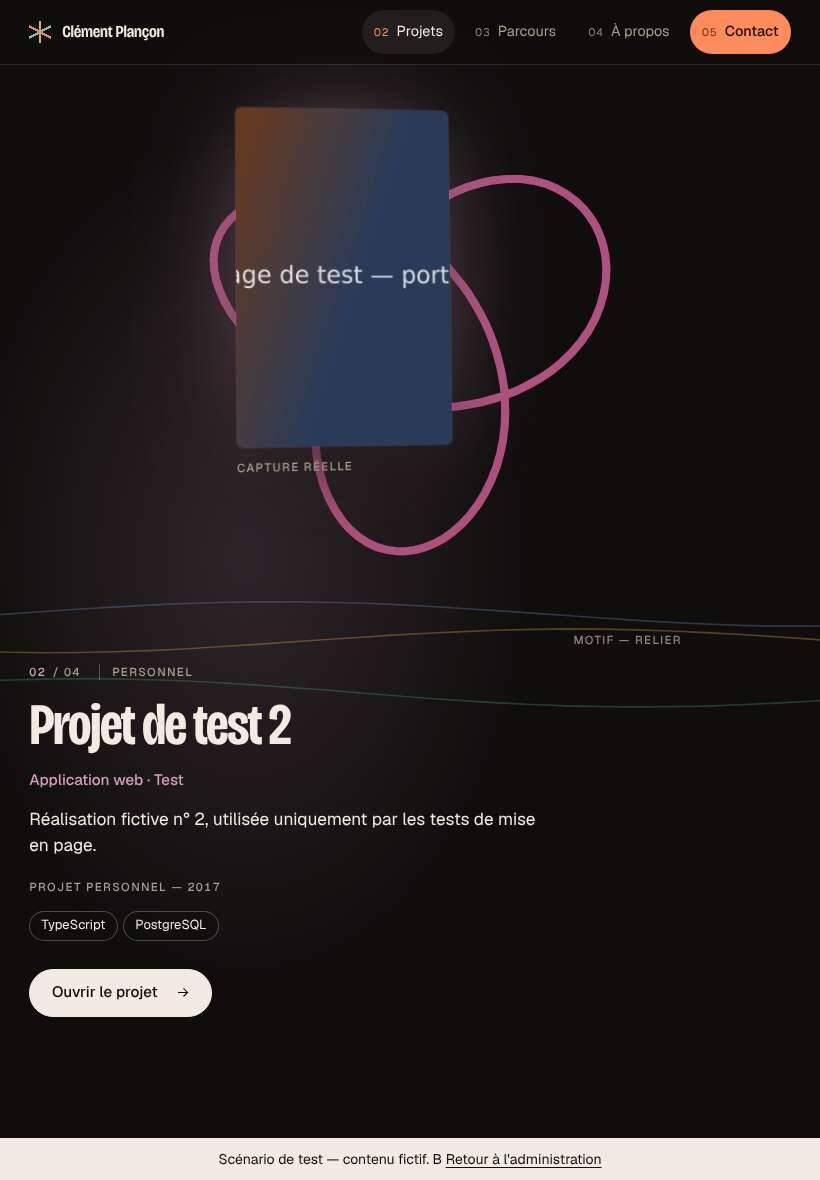 Clément Plançon
02 Projets
03 Parcours
04 À propos
05 Contact
age de test — port
CAPTURE RÉELLE
MOTIF — RELIER
02 / 04 PERSONNEL
Projet de test 2
Application web · Test
Réalisation fictive n° 2, utilisée uniquement par les tests de mise
en page.
PROJET PERSONNEL — 2017
TypeScript
PostgreSQL
Ouvrir le projet →
Scénario de test — contenu fictif. B Retour à l'administration